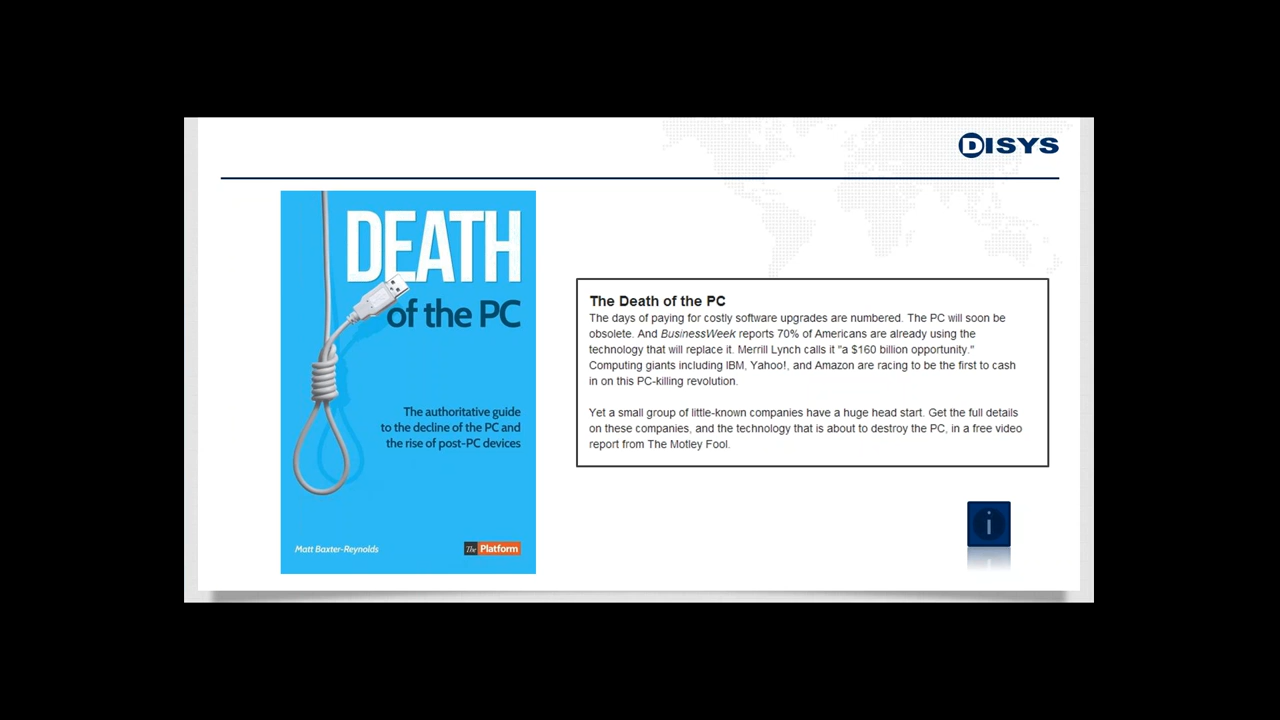 DISYS
DEATH
of the PC
The authoritative guide
to the decline of the PC and
the rise of post-PC devices
Matt Baxter-Reynolds
The Platform
The Death of the PC
The days of paying for costly software upgrades are numbered. The PC will soon be
obsolete. And BusinessWeek reports 70% of Americans are already using the
technology that will replace it. Merrill Lynch calls it "a $160 billion opportunity."
Computing giants including IBM, Yahoo!, and Amazon are racing to be the first to cash
in on this PC-killing revolution.
Yet a small group of little-known companies have a huge head start. Get the full details
on these companies, and the technology that is about to destroy the PC, in a free video
report from The Motley Fool.
i